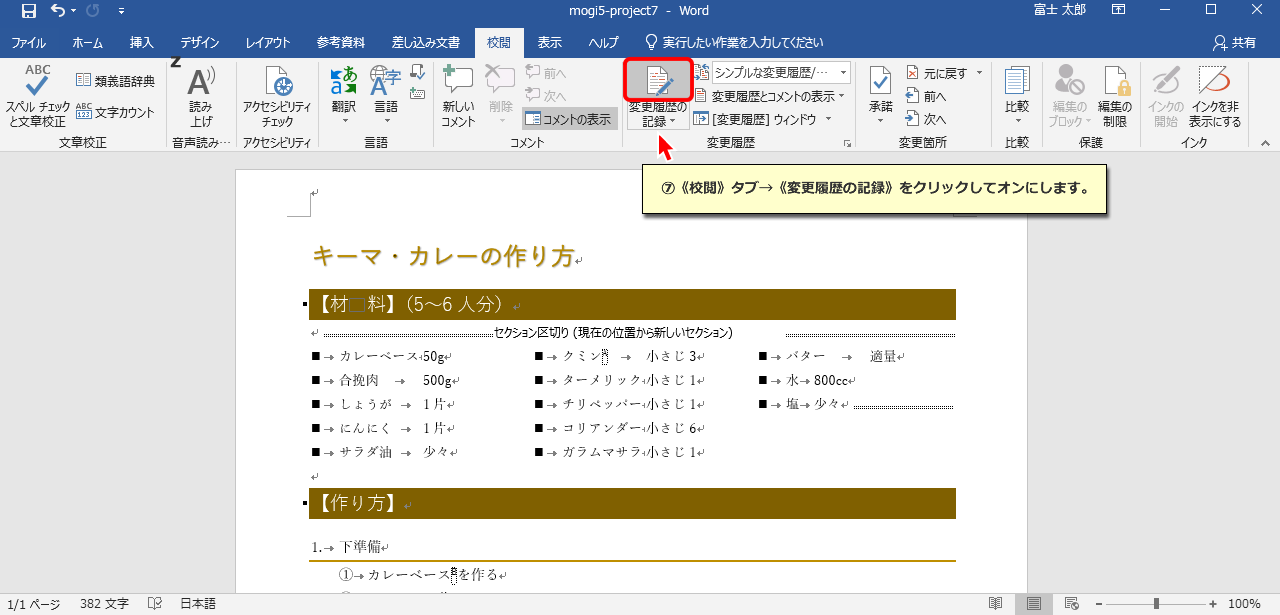 mogi5-project7 - Word
富士 太郎
ファイル ホーム 挿入 デザイン レイアウト 参考資料 差し込み文書 校閲 表示 ヘルプ 実行したい作業を入力してください 共有
ABC
スペル チェック
と文章校正
類義語辞典
文字カウント
文章校正
読み
上げ
音声読み…
アクセシビリティ
チェック
アクセシビリティ
翻訳
言語
言語
新しい
コメント
削除
前へ
次へ
コメントの表示
コメント
変更履歴の
記録
シンプルな変更履歴/…
変更履歴とコメントの表示
[変更履歴] ウィンドウ
変更履歴
承諾
元に戻す
前へ
次へ
変更箇所
比較
比較
編集の
ブロック
編集の
制限
保護
インクの
開始
インクを非
表示にする
インク
⑦《校閲》タブ→《変更履歴の記録》をクリックしてオンにします。
キーマ・カレーの作り方
【材□料】（5～6 人分）
セクション区切り (現在の位置から新しいセクション)
■→カレーベース 50g
■→合挽肉 → 500g
■→しょうが → 1 片
■→にんにく → 1 片
■→サラダ油 → 少々
■→クミン → 小さじ 3
■→ターメリック 小さじ 1
■→チリペッパー 小さじ 1
■→コリアンダー 小さじ 6
■→ガラムマサラ 小さじ 1
■→バター → 適量
■→水→800cc
■→塩→少々
【作り方】
1.→下準備
①→カレーベースを作る
1/1 ページ 382 文字 日本語 100%